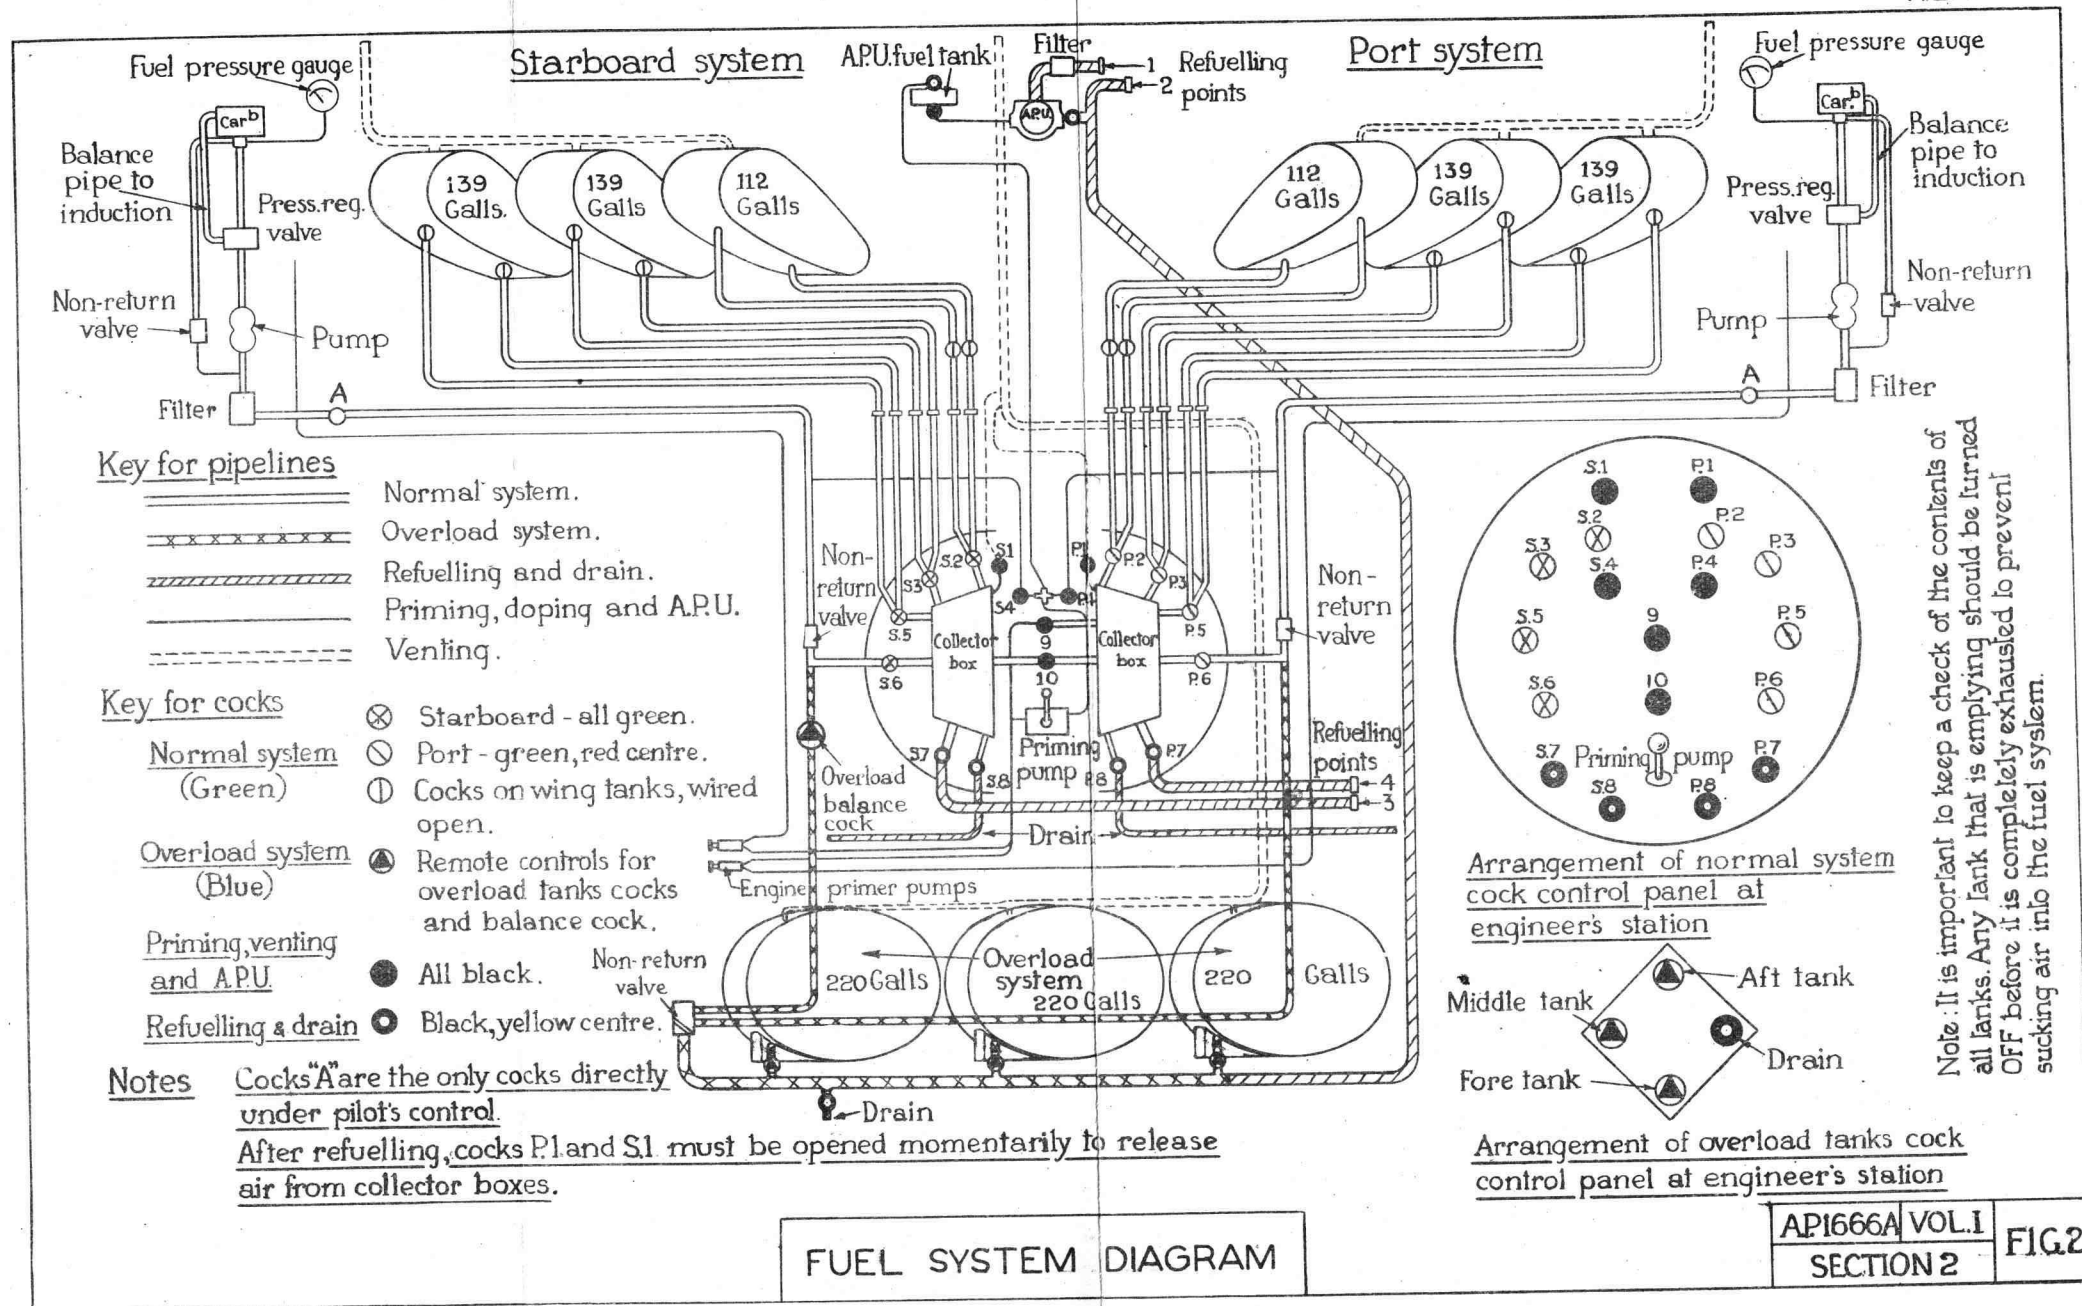 FUEL SYSTEM DIAGRAM
Starboard system
Port system
Fuel pressure gauge
Carb
Balance
pipe to
induction
Press.reg.
valve
Non-return
valve
Pump
Filter
A
139
Galls.
139
Galls
112
Galls
A.P.U. fuel tank
Filter
A.P.U.
1
2
Refuelling
points
112
Galls
139
Galls
139
Galls
Fuel pressure gauge
Carb
Balance
pipe to
induction
Press.reg.
valve
Non-return
valve
Pump
A
Filter
Key for pipelines
Normal system.
Overload system.
Refuelling and drain.
Priming, doping and A.P.U.
Venting.
Key for cocks
Normal system
(Green)
Starboard - all green.
Port - green, red centre.
Cocks on wing tanks, wired
open.
Overload system
(Blue)
Remote controls for
overload tanks cocks
and balance cock.
Priming, venting
and A.P.U.
All black.
Refuelling & drain
Black, yellow centre.
Non-
return
valve
S.2
S1
S3
S4
S.5
S.6
S7
S.8
Collector
box
9
10
Priming
pump
P.1
P.2
P.3
P.4
P.5
P.6
P.7
P.8
Collector
box
Non-
return
valve
Refuelling
points
4
3
Overload
balance
cock
Drain
Engine primer pumps
Non-return
valve
220 Galls
Overload
system
220 Galls
220 Galls
Drain
S.1
P.1
S.2
P.2
S.3
P.3
S.4
P.4
S.5
9
P.5
S.6
10
P.6
S.7
Priming pump
P.7
S.8
P.8
Arrangement of normal system
cock control panel at
engineer's station
Aft tank
Middle tank
Drain
Fore tank
Arrangement of overload tanks cock
control panel at engineer's station
Note: It is important to keep a check of the contents of
all tanks. Any tank that is emptying should be turned
OFF before it is completely exhausted to prevent
sucking air into the fuel system.
Notes
Cocks "A" are the only cocks directly
under pilot's control.
After refuelling, cocks P.1. and S.1. must be opened momentarily to release
air from collector boxes.
A.P.1666A VOL.I
SECTION 2
FIG.2